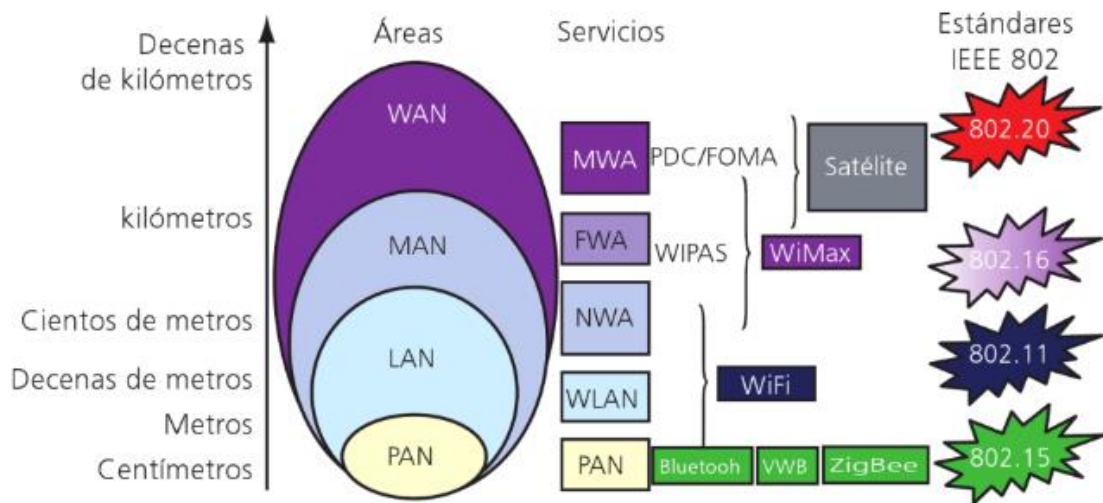 Decenas
de kilómetros
kilómetros
Cientos de metros
Decenas de metros
Metros
Centímetros
Áreas
WAN
MAN
LAN
PAN
Servicios
MWA
FWA
NWA
WLAN
PAN
PDC/FOMA
WIPAS
Satélite
WiMax
WiFi
Bluetooh
VWB
ZigBee
Estándares
IEEE 802
802.20
802.16
802.11
802.15